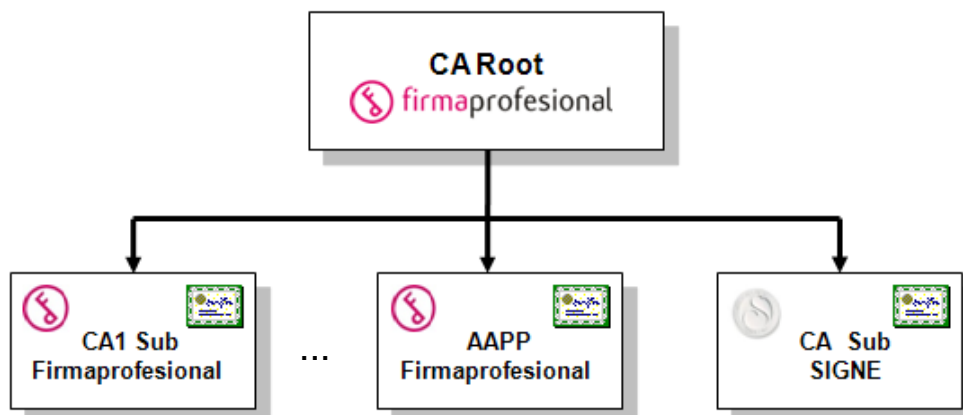 CA Root
firmaprofesional
CA1 Sub
Firmaprofesional
...
AAPP
Firmaprofesional
CA Sub
SIGNE